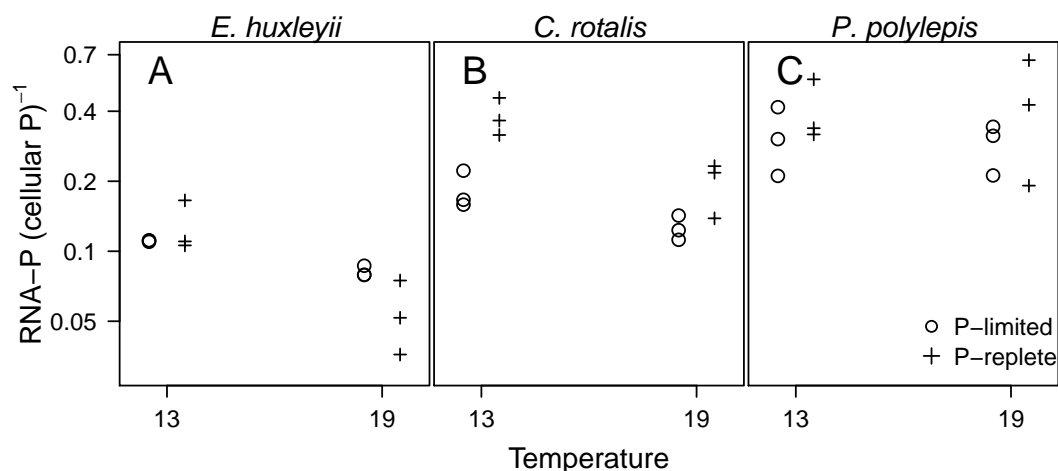 E. huxleyii C. rotalis P. polylepis
A B C
RNA−P (cellular P)⁻¹
0.7
0.4
0.2
0.1
0.05
P−limited
P−replete
13 19 13 19 13 19
Temperature